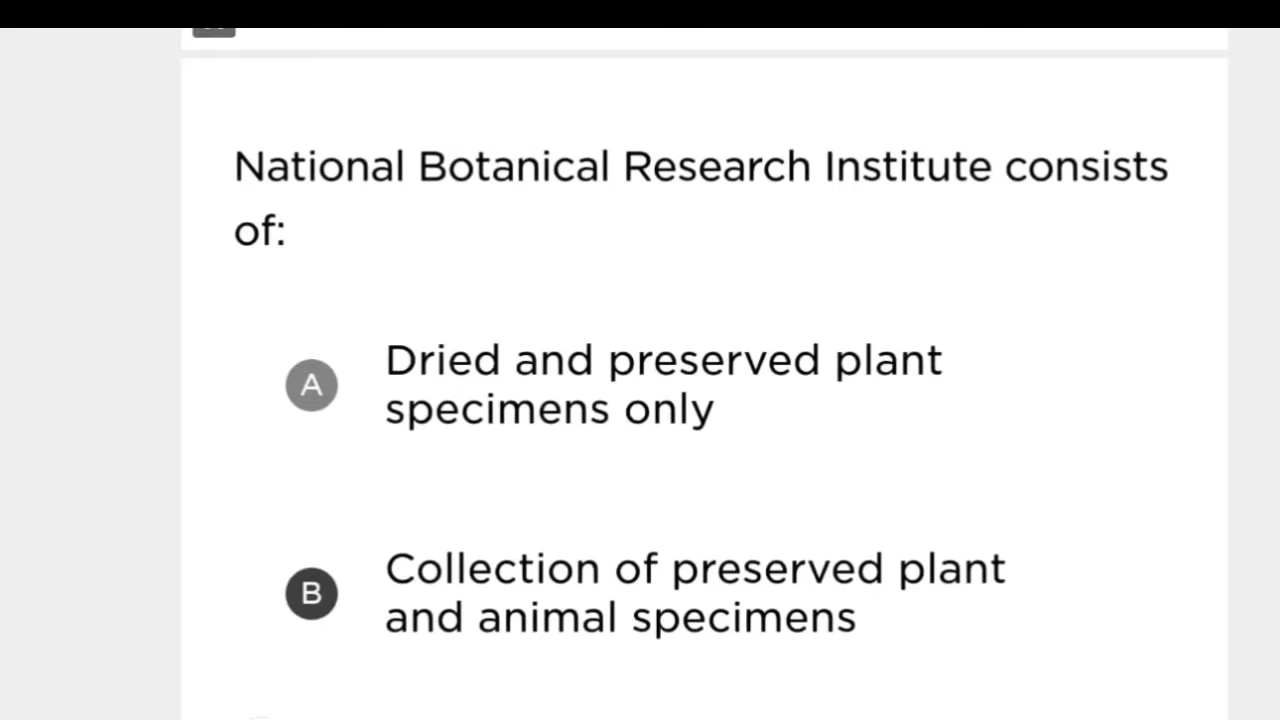 National Botanical Research Institute consists
of:
A
Dried and preserved plant
specimens only
B
Collection of preserved plant
and animal specimens